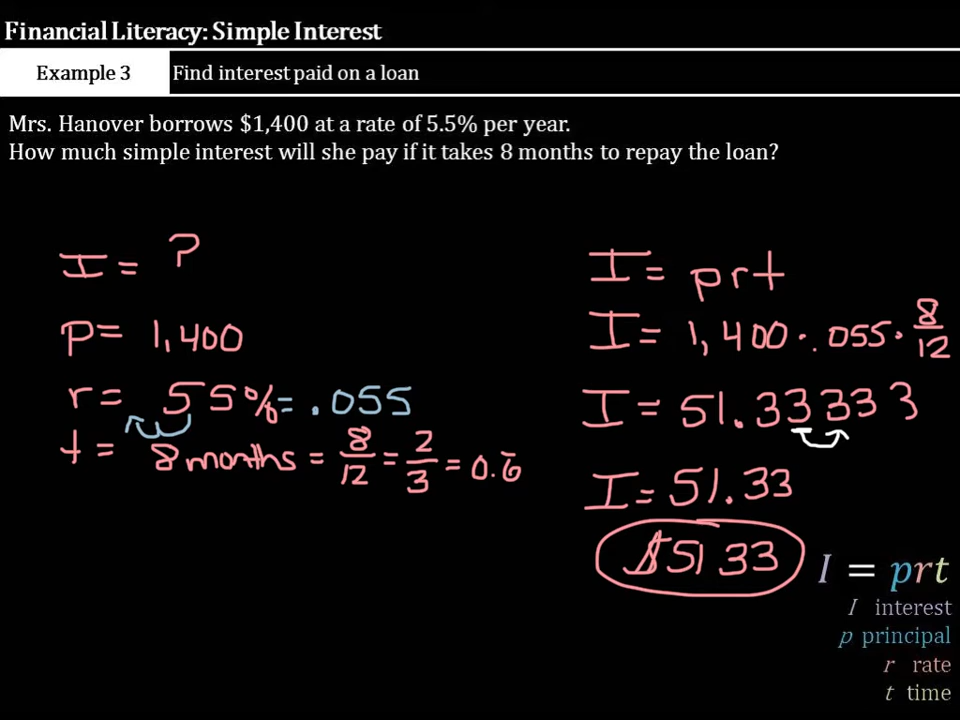 Financial Literacy: Simple Interest
Example 3
Find interest paid on a loan
Mrs. Hanover borrows $1,400 at a rate of 5.5% per year.
How much simple interest will she pay if it takes 8 months to repay the loan?
I = ?
p = 1,400
r = 55% = .055
t = 8 months = 8/12 = 2/3 = 0.6̅
I = prt
I = 1,400 · .055 · 8/12
I = 51.33333
I = 51.33
$51 33
I = prt
I interest
p principal
r rate
t time